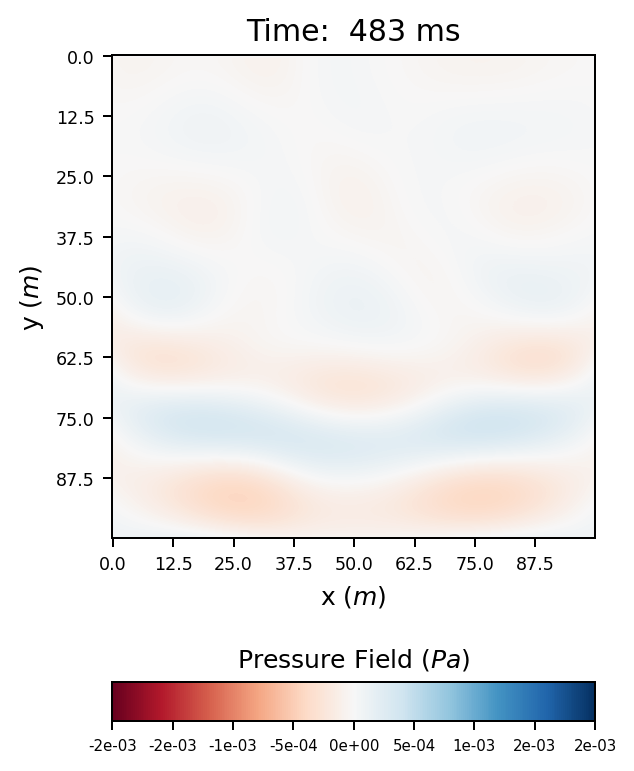 Time:  483 ms
0.0
12.5
25.0
37.5
50.0
62.5
75.0
87.5
y (m)
0.0 12.5 25.0 37.5 50.0 62.5 75.0 87.5
x (m)
Pressure Field (Pa)
-2e-03 -2e-03 -1e-03 -5e-04 0e+00 5e-04 1e-03 2e-03 2e-03